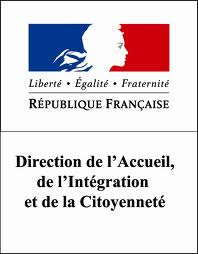 Liberté • Égalité • Fraternité
RÉPUBLIQUE FRANÇAISE
Direction de l'Accueil,
de l'Intégration
et de la Citoyenneté